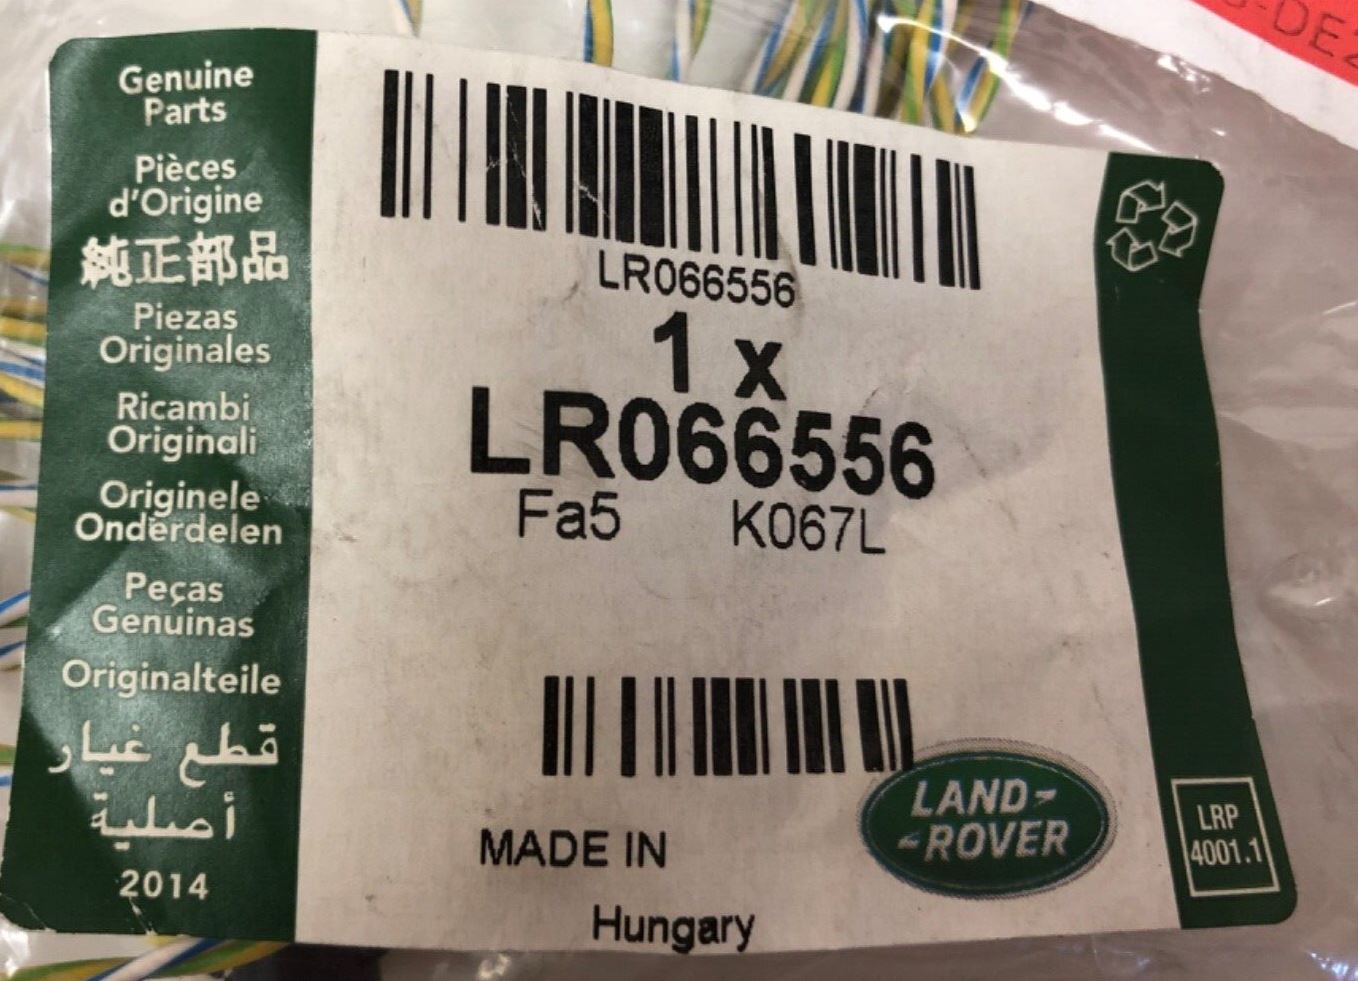 Genuine
Parts
Pièces
d'Origine
純正部品
Piezas
Originales
Ricambi
Originali
Originele
Onderdelen
Peças
Genuinas
Originalteile
قطع غيار
أصلية
2014
LR066556
1 x
LR066556
Fa5 K067L
MADE IN
Hungary
LAND-
-ROVER
LRP
4001.1